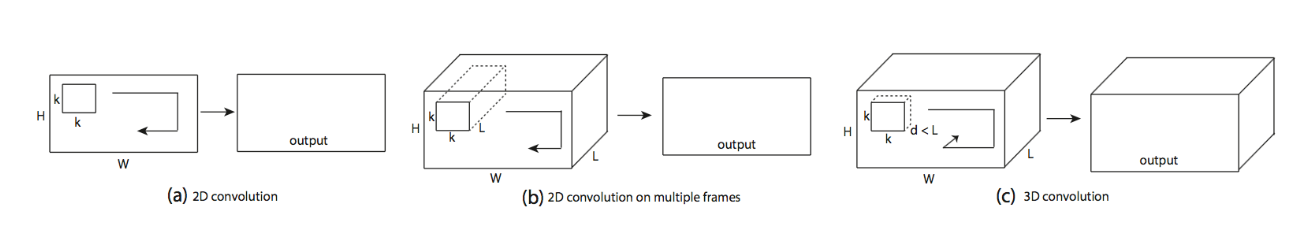 k
k
H
W
output
(a) 2D convolution
k
k
L
H
W
L
output
(b) 2D convolution on multiple frames
k
k
d < L
H
W
L
output
(c) 3D convolution